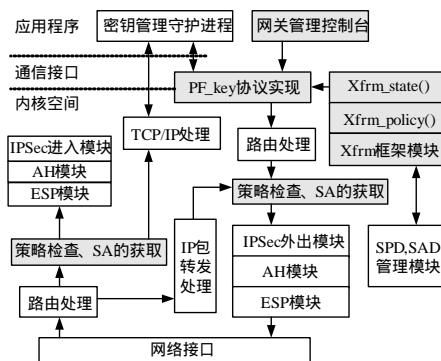 应用程序
密钥管理守护进程
网关管理控制台
通信接口
内核空间
PF_key协议实现
Xfrm_state()
Xfrm_policy()
Xfrm框架模块
TCP/IP处理
路由处理
IPSec进入模块
AH模块
ESP模块
策略检查、SA的获取
策略检查、SA的获取
IP包
转发
处理
IPSec外出模块
AH模块
ESP模块
SPD,SAD
管理模块
路由处理
网络接口